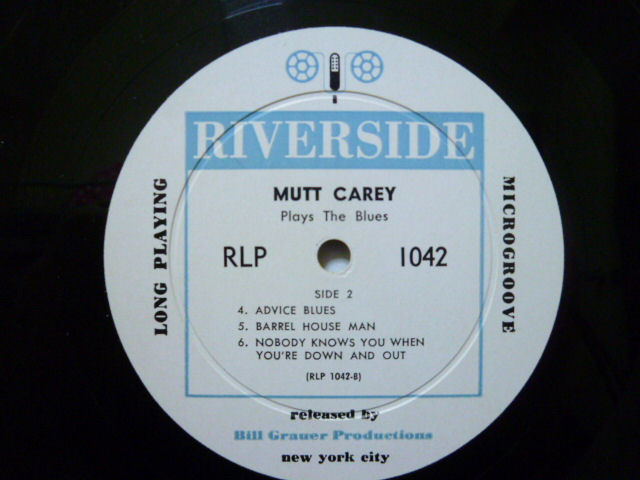 RIVERSIDE
MUTT CAREY
Plays The Blues
RLP 1042
SIDE 2
4. ADVICE BLUES
5. BARREL HOUSE MAN
6. NOBODY KNOWS YOU WHEN
YOU'RE DOWN AND OUT
(RLP 1042-B)
LONG PLAYING
MICROGROOVE
released by
Bill Grauer Productions
new york city